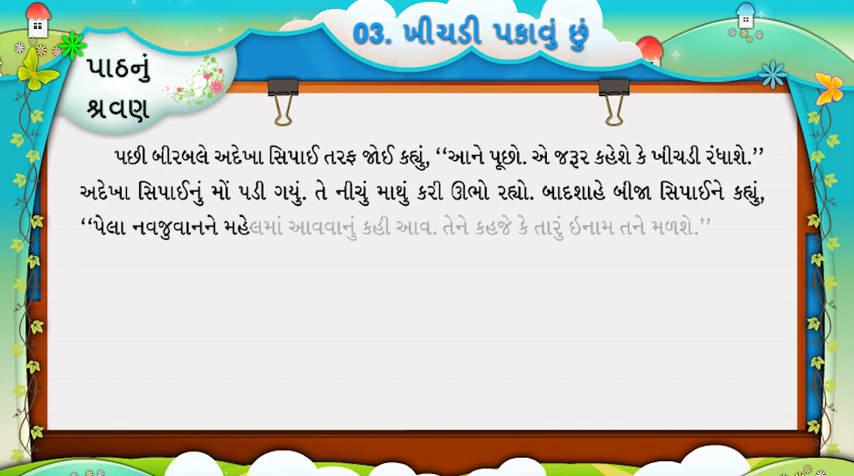 03. ખીચડી પકાવું છું
પાઠનું
શ્રવણ
પછી બીરબલે અદેખા સિપાઈ તરફ જોઈ કહ્યું, ‘‘આને પૂછો. એ જરૂર કહેશે કે ખીચડી રંધાશે.’’
અદેખા સિપાઈનું મોં પડી ગયું. તે નીચું માથું કરી ઊભો રહ્યો. બાદશાહે બીજા સિપાઈને કહ્યું,
‘‘પેલા નવજુવાનને મહેલમાં આવવાનું કહી આવ. તેને કહજે કે તારું ઇનામ તને મળશે.’’